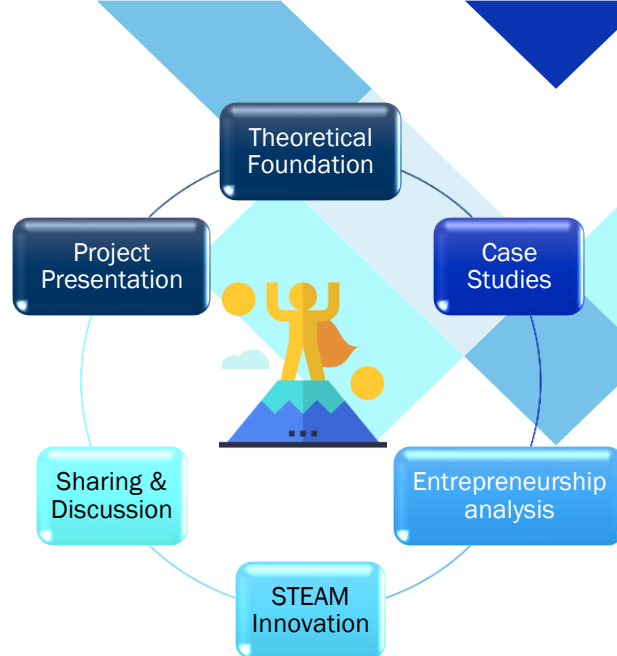 Theoretical
Foundation
Case
Studies
Entrepreneurship
analysis
STEAM
Innovation
Sharing &
Discussion
Project
Presentation